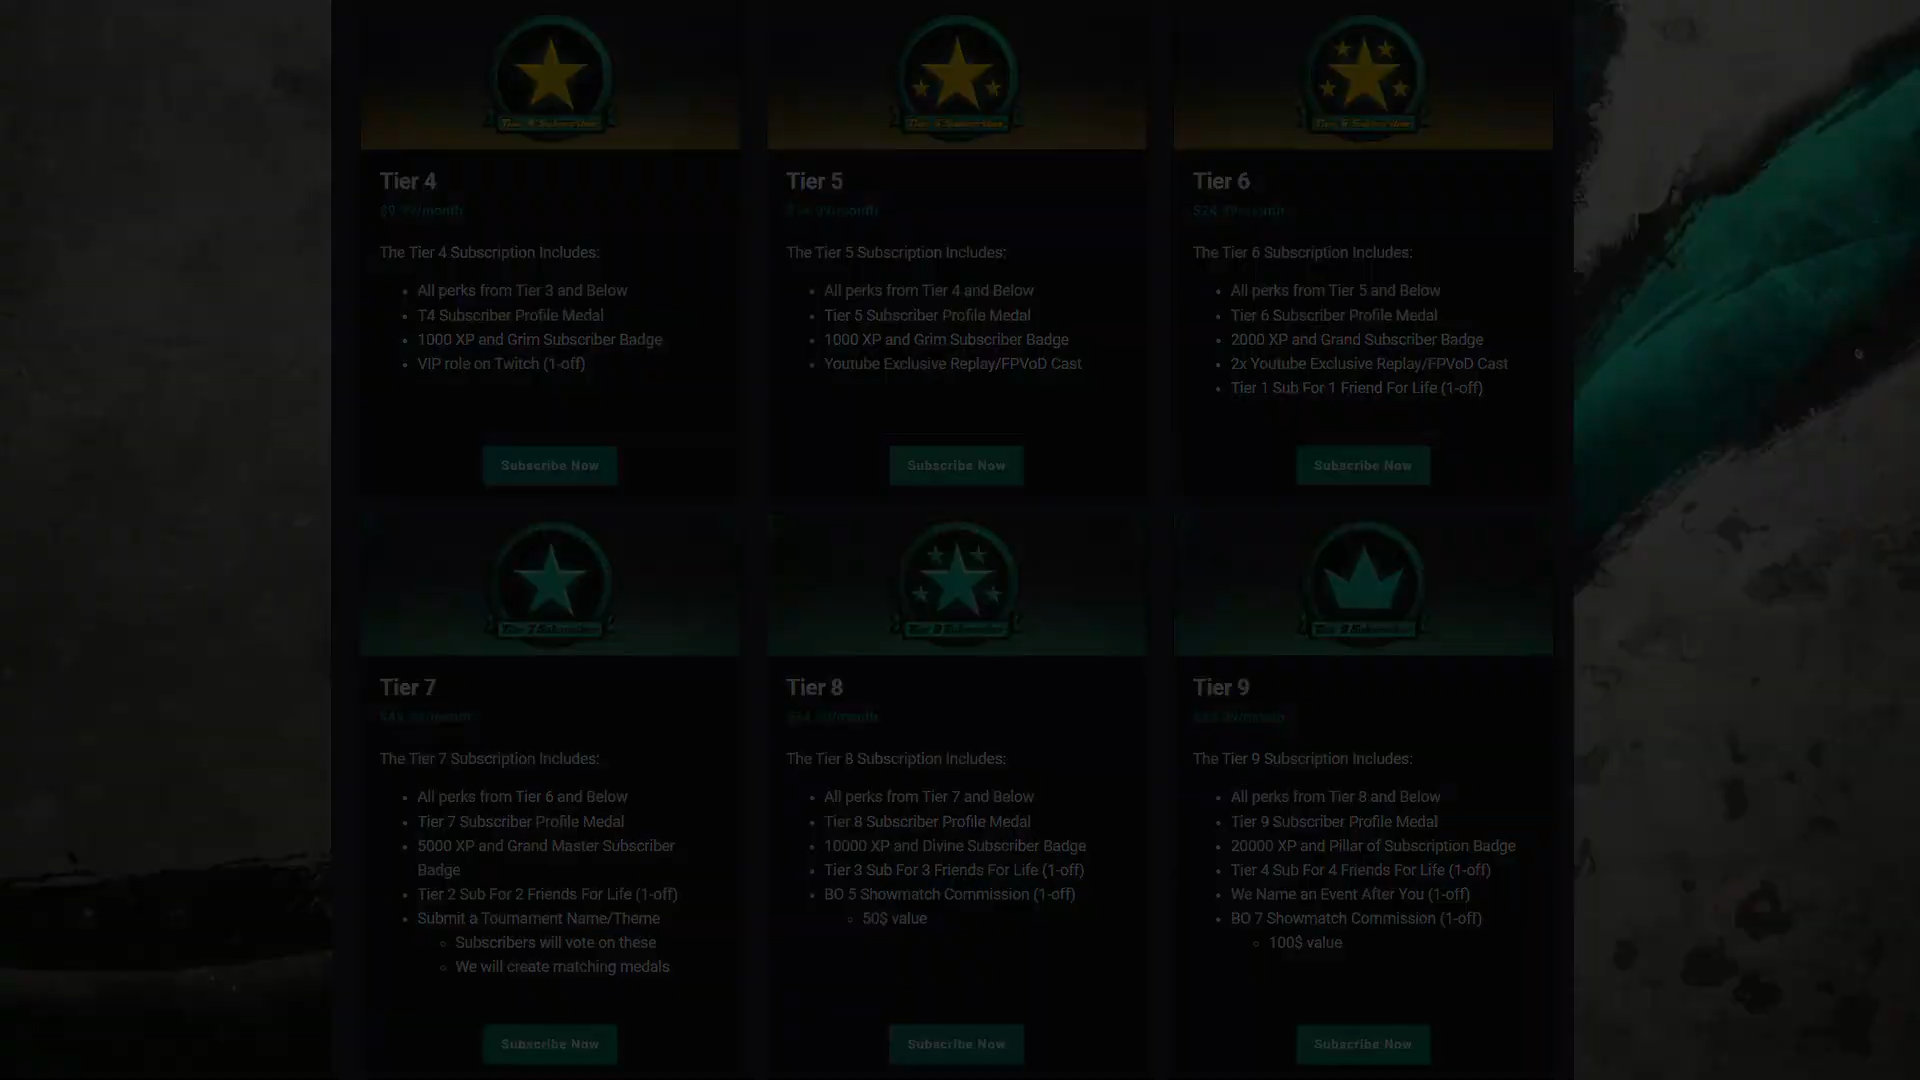 Tier 4
Tier 5
Tier 6
The Tier 4 Subscription Includes:
All perks from Tier 3 and Below
T4 Subscriber Profile Medal
1000 XP and Grim Subscriber Badge
VIP role on Twitch (1-off)
Subscribe Now
The Tier 5 Subscription Includes:
All perks from Tier 4 and Below
Tier 5 Subscriber Profile Medal
1000 XP and Grim Subscriber Badge
Youtube Exclusive Replay/FPVoD Cast
Subscribe Now
The Tier 6 Subscription Includes:
All perks from Tier 5 and Below
Tier 6 Subscriber Profile Medal
2000 XP and Grand Subscriber Badge
2x Youtube Exclusive Replay/FPVoD Cast
Tier 1 Sub For 1 Friend For Life (1-off)
Subscribe Now
Tier 7
Tier 8
Tier 9
The Tier 7 Subscription Includes:
All perks from Tier 6 and Below
Tier 7 Subscriber Profile Medal
5000 XP and Grand Master Subscriber
Badge
Tier 2 Sub For 2 Friends For Life (1-off)
Submit a Tournament Name/Theme
Subscribers will vote on these
We will create matching medals
Subscribe Now
The Tier 8 Subscription Includes:
All perks from Tier 7 and Below
Tier 8 Subscriber Profile Medal
10000 XP and Divine Subscriber Badge
Tier 3 Sub For 3 Friends For Life (1-off)
BO 5 Showmatch Commission (1-off)
50$ value
Subscribe Now
The Tier 9 Subscription Includes:
All perks from Tier 8 and Below
Tier 9 Subscriber Profile Medal
20000 XP and Pillar of Subscription Badge
Tier 4 Sub For 4 Friends For Life (1-off)
We Name an Event After You (1-off)
BO 7 Showmatch Commission (1-off)
100$ value
Subscribe Now